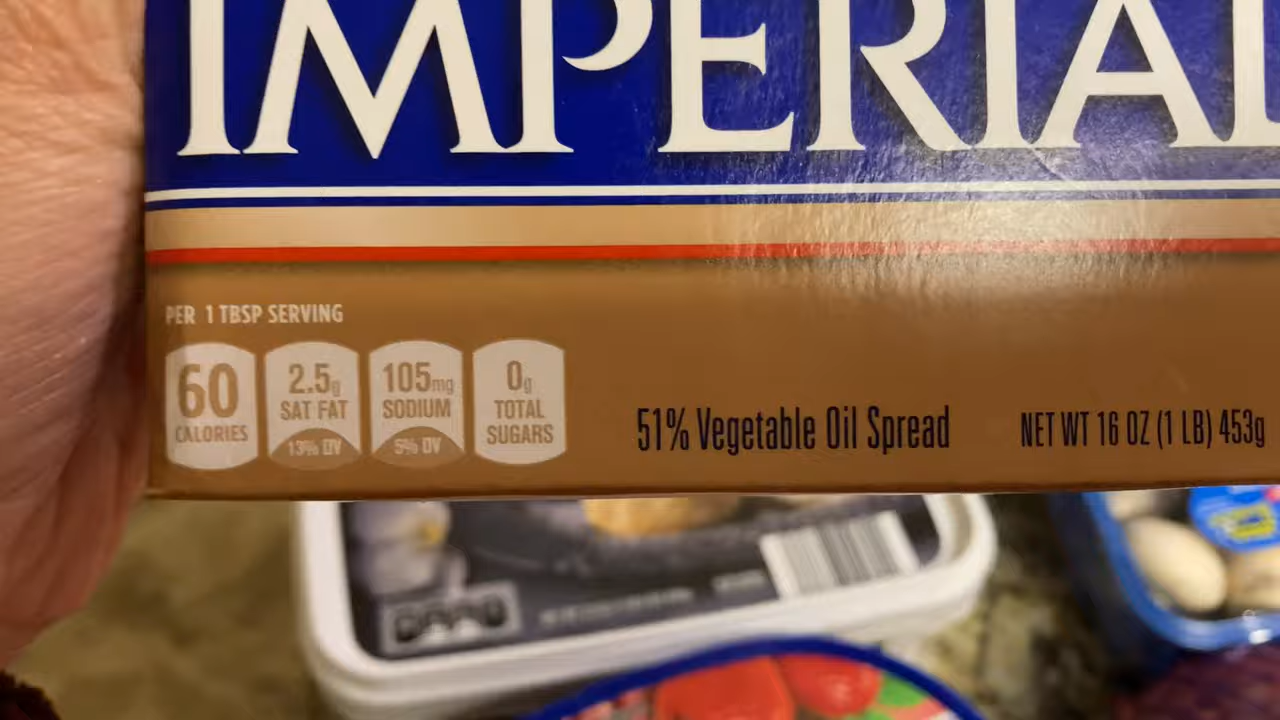 IMPERIAL
PER 1 TBSP SERVING
60
CALORIES
2.5g
SAT FAT
13% DV
105mg
SODIUM
5% DV
0g
TOTAL
SUGARS
51% Vegetable Oil Spread
NET WT 16 OZ (1 LB) 453g